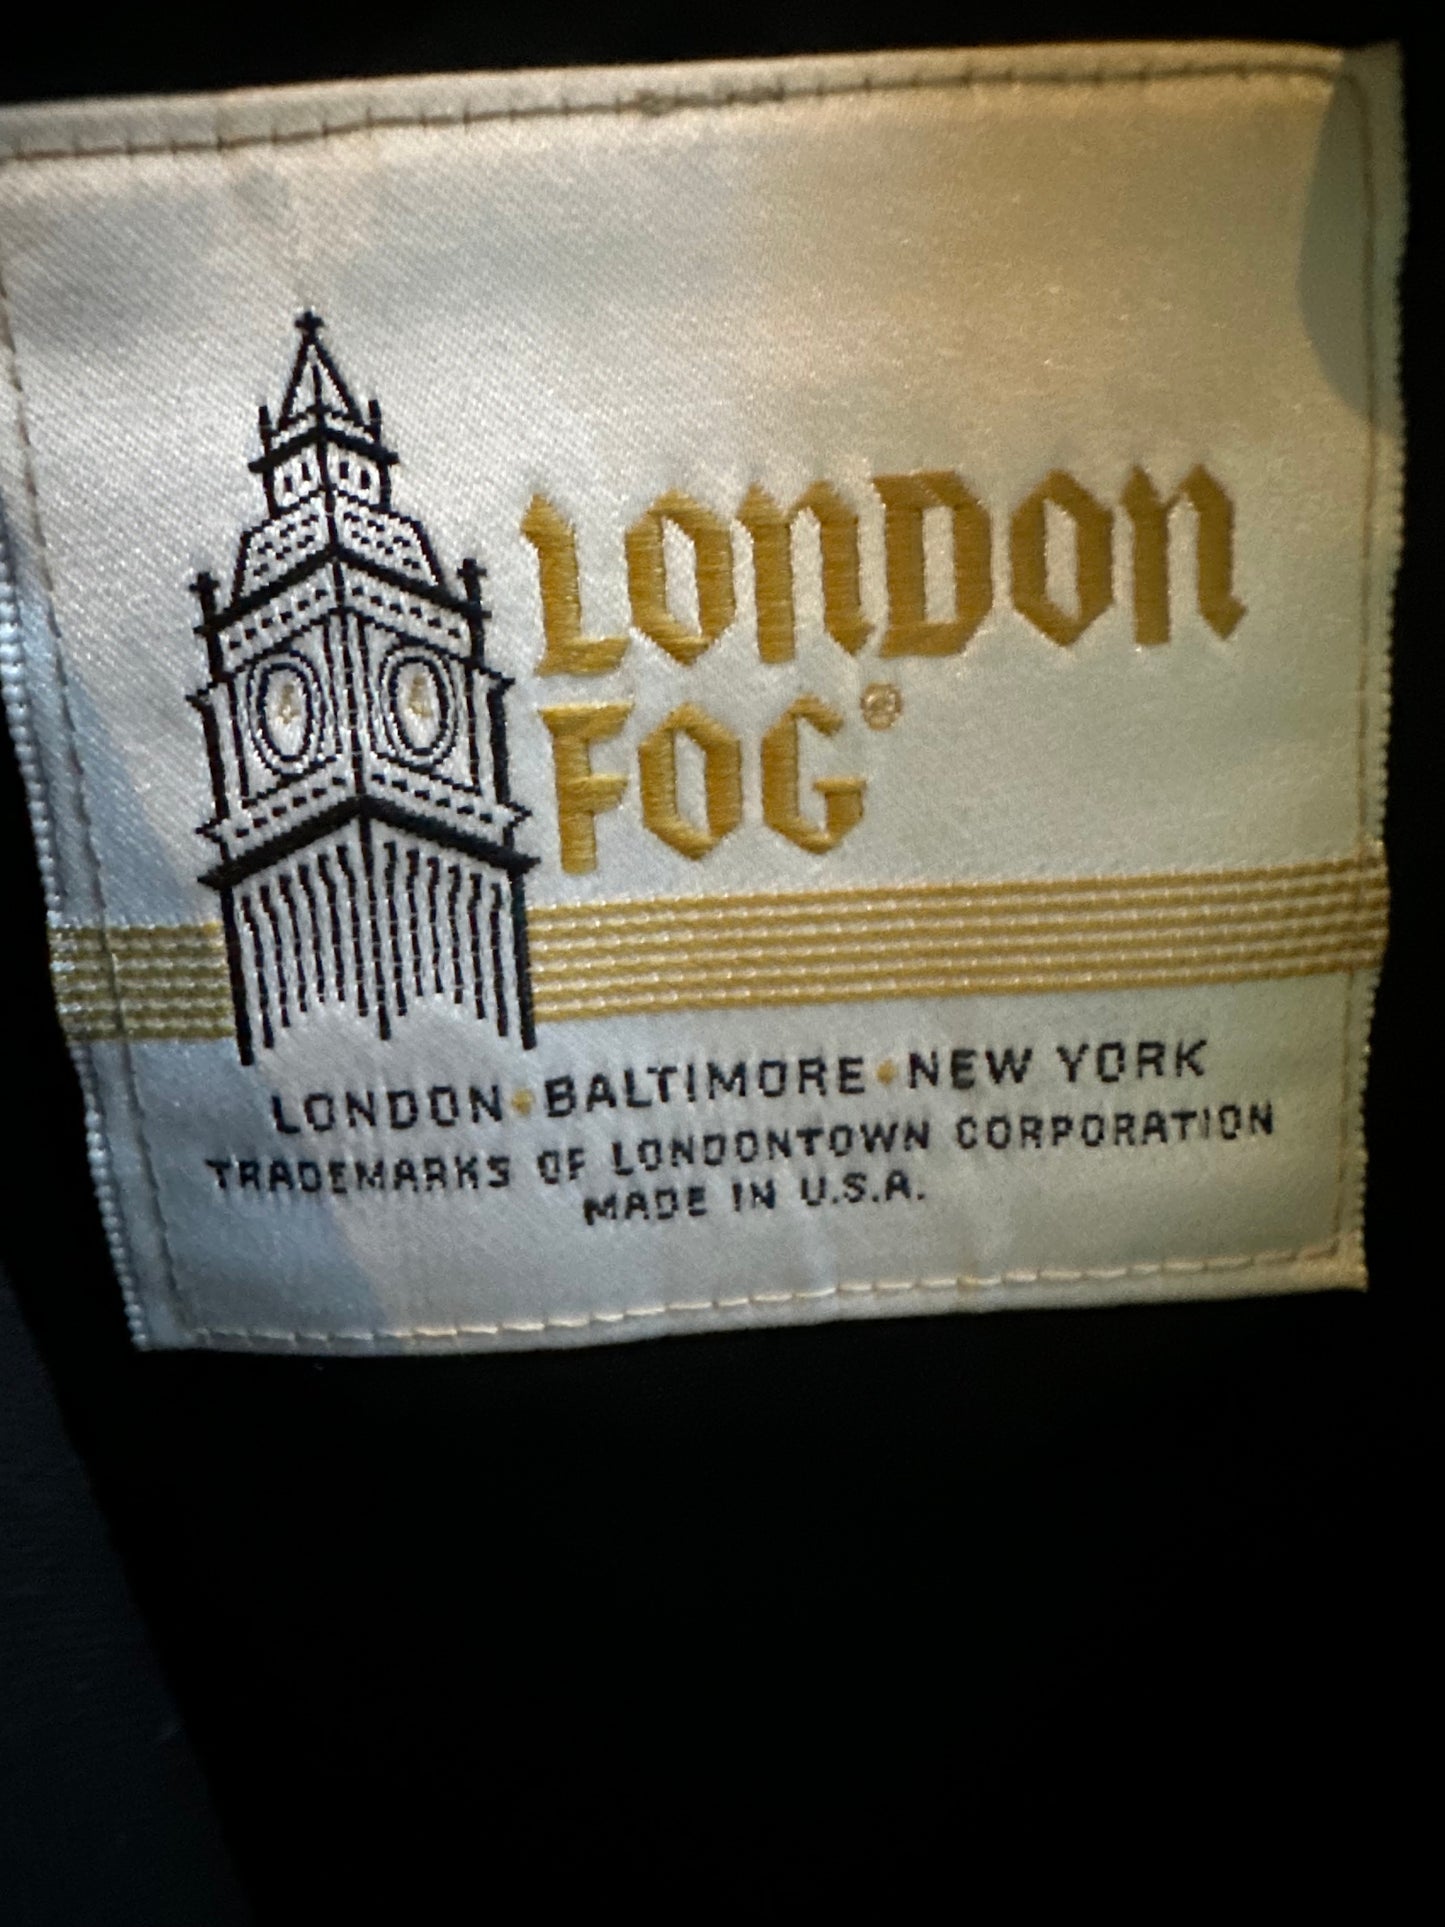 LONDON
FOG®
LONDON•BALTIMORE•NEW YORK
TRADEMARKS OF LONDONTOWN CORPORATION
MADE IN U.S.A.